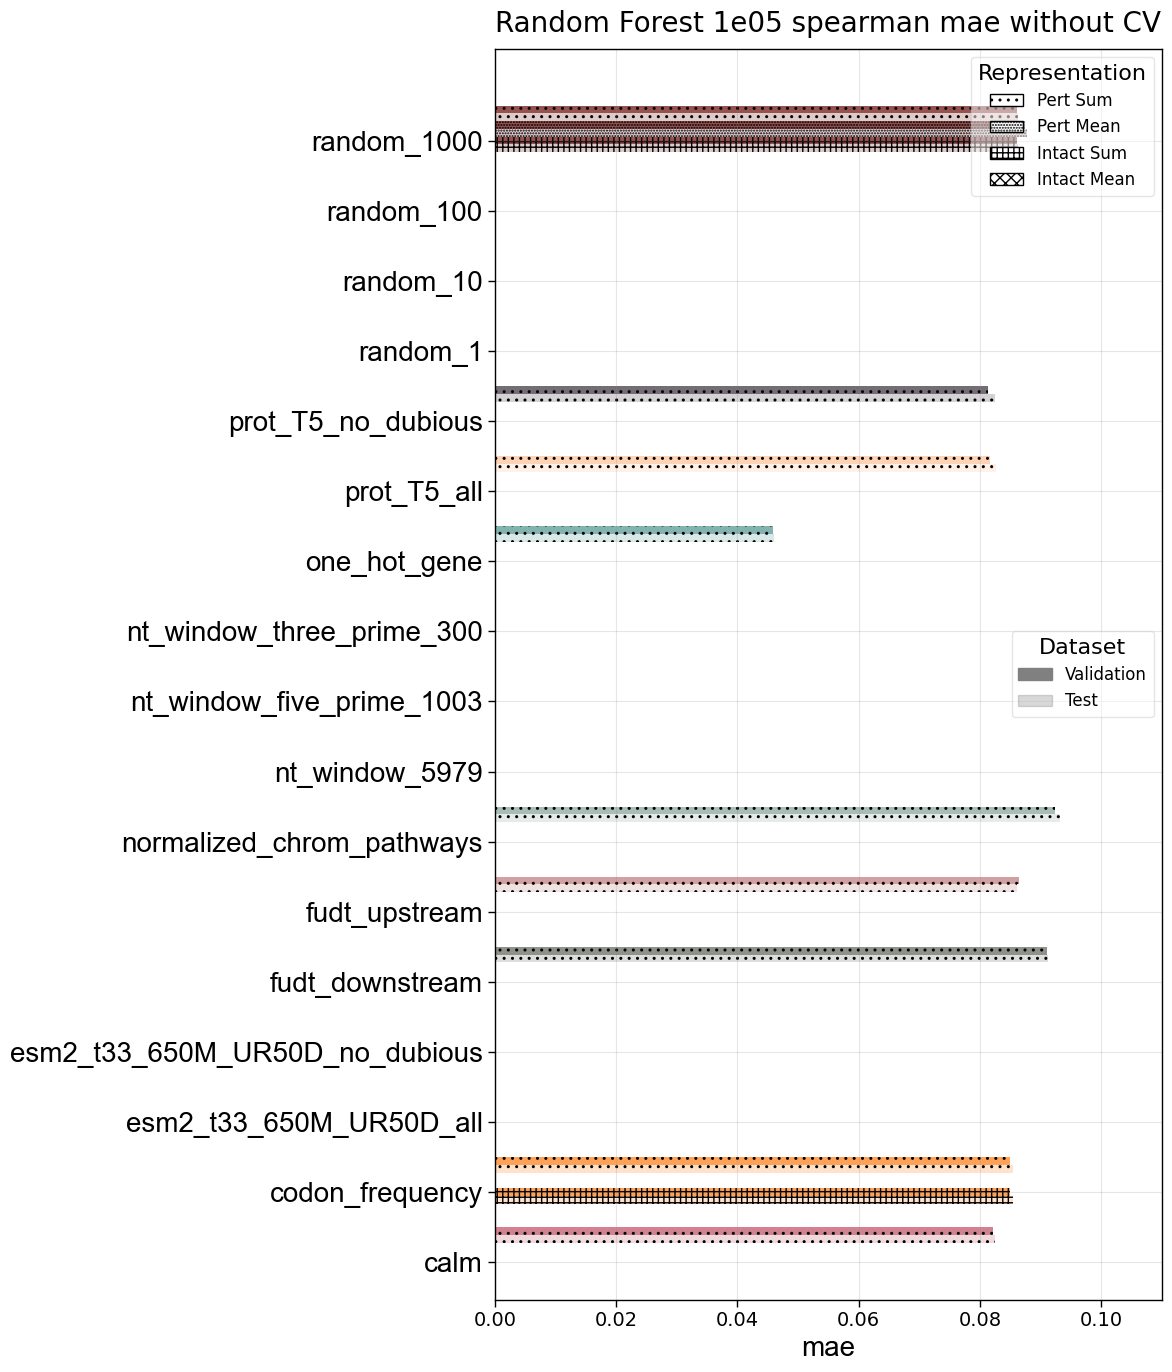 Random Forest 1e05 spearman mae without CV
Representation
Pert Sum
Pert Mean
Intact Sum
Intact Mean
random_1000
random_100
random_10
random_1
prot_T5_no_dubious
prot_T5_all
one_hot_gene
nt_window_three_prime_300
Dataset
Validation
Test
nt_window_five_prime_1003
nt_window_5979
normalized_chrom_pathways
fudt_upstream
fudt_downstream
esm2_t33_650M_UR50D_no_dubious
esm2_t33_650M_UR50D_all
codon_frequency
calm
0.00 0.02 0.04 0.06 0.08 0.10
mae